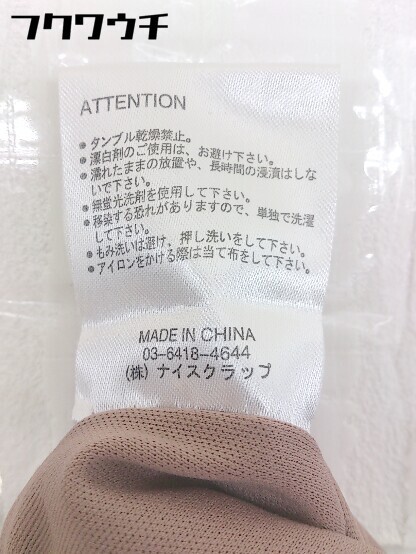 フクワウチ
ATTENTION
● タンブル乾燥禁止。
● 漂白剤のご使用は、お避け下さい。
● 濡れたままの放置や、長時間の浸漬はしな
いで下さい。
● 無蛍光洗剤を使用して下さい。
● 移染する恐れがありますので、単独で洗濯
して下さい。
● もみ洗いは避け、押し洗いをして下さい。
● アイロンをかける際は当て布をして下さい。
MADE IN CHINA
03-6418-4644
(株) ナイスクラップ